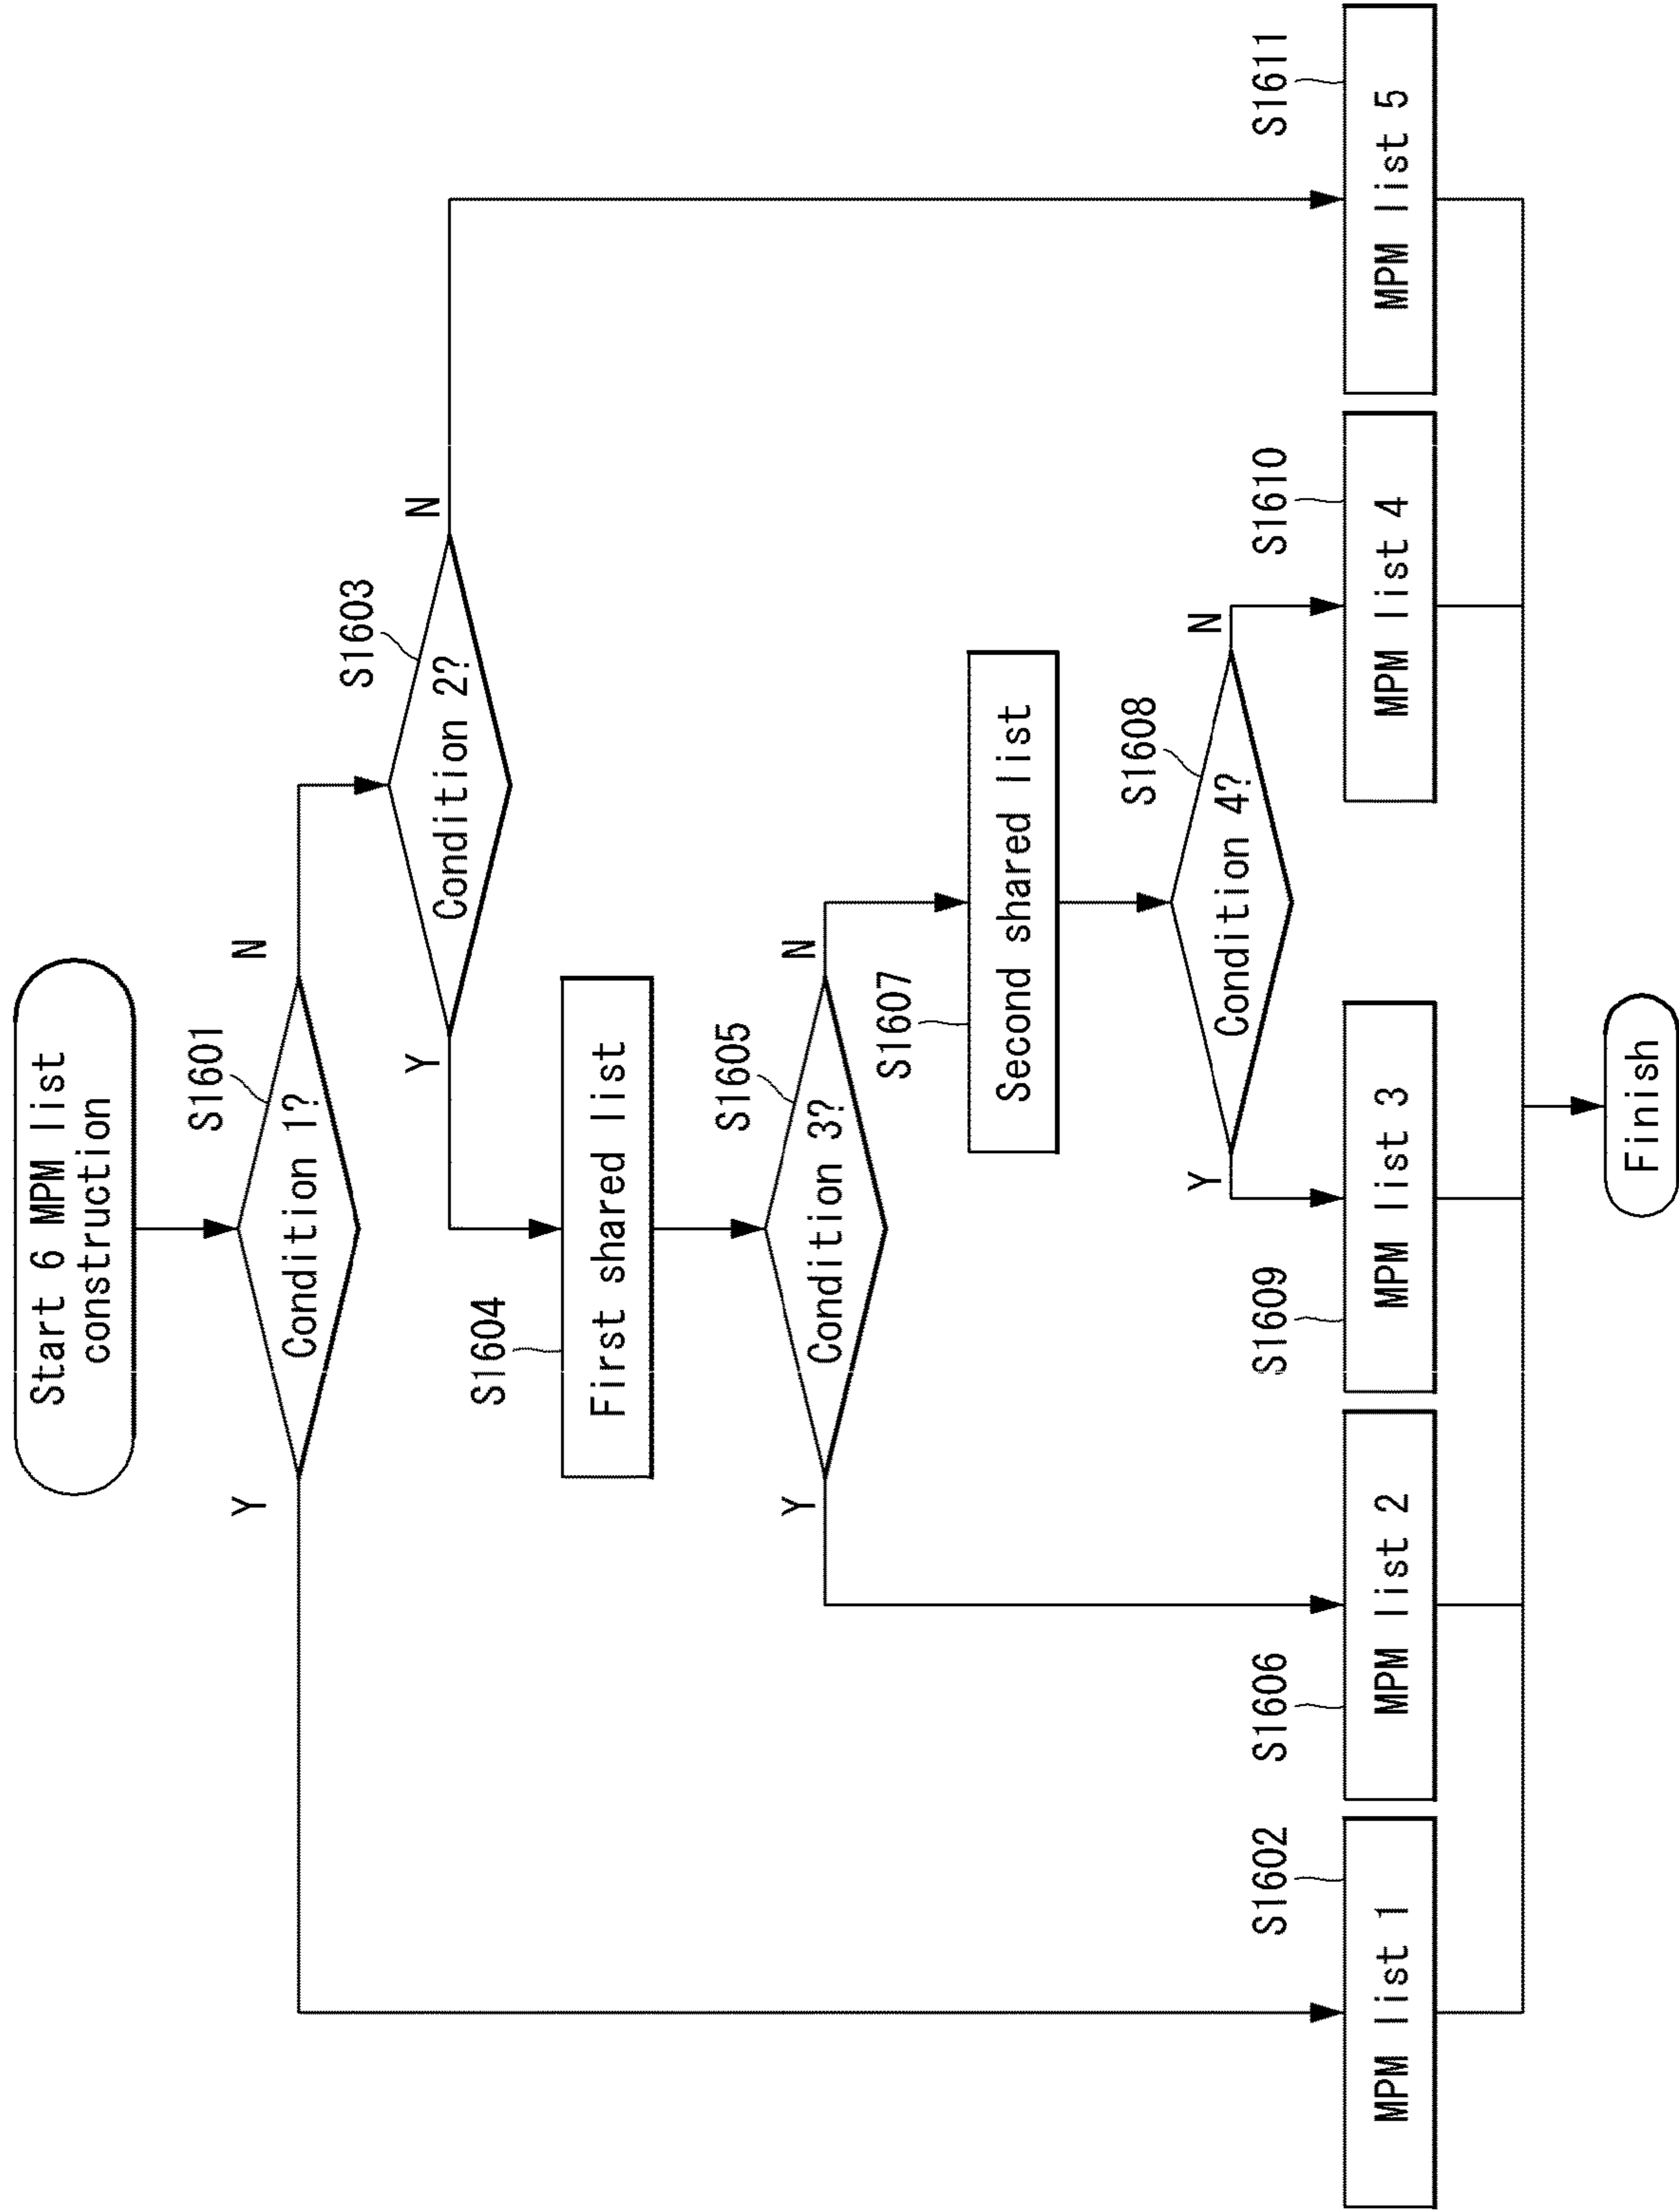 Start 6 MPM list
construction
S1601
Condition 1?
Y
N
S1603
Condition 2?
Y
N
S1604
First shared list
S1605
Condition 3?
Y
N
S1607
Second shared list
S1608
Condition 4?
Y
N
S1602
MPM list 1
S1606
MPM list 2
S1609
MPM list 3
S1610
MPM list 4
S1611
MPM list 5
Finish